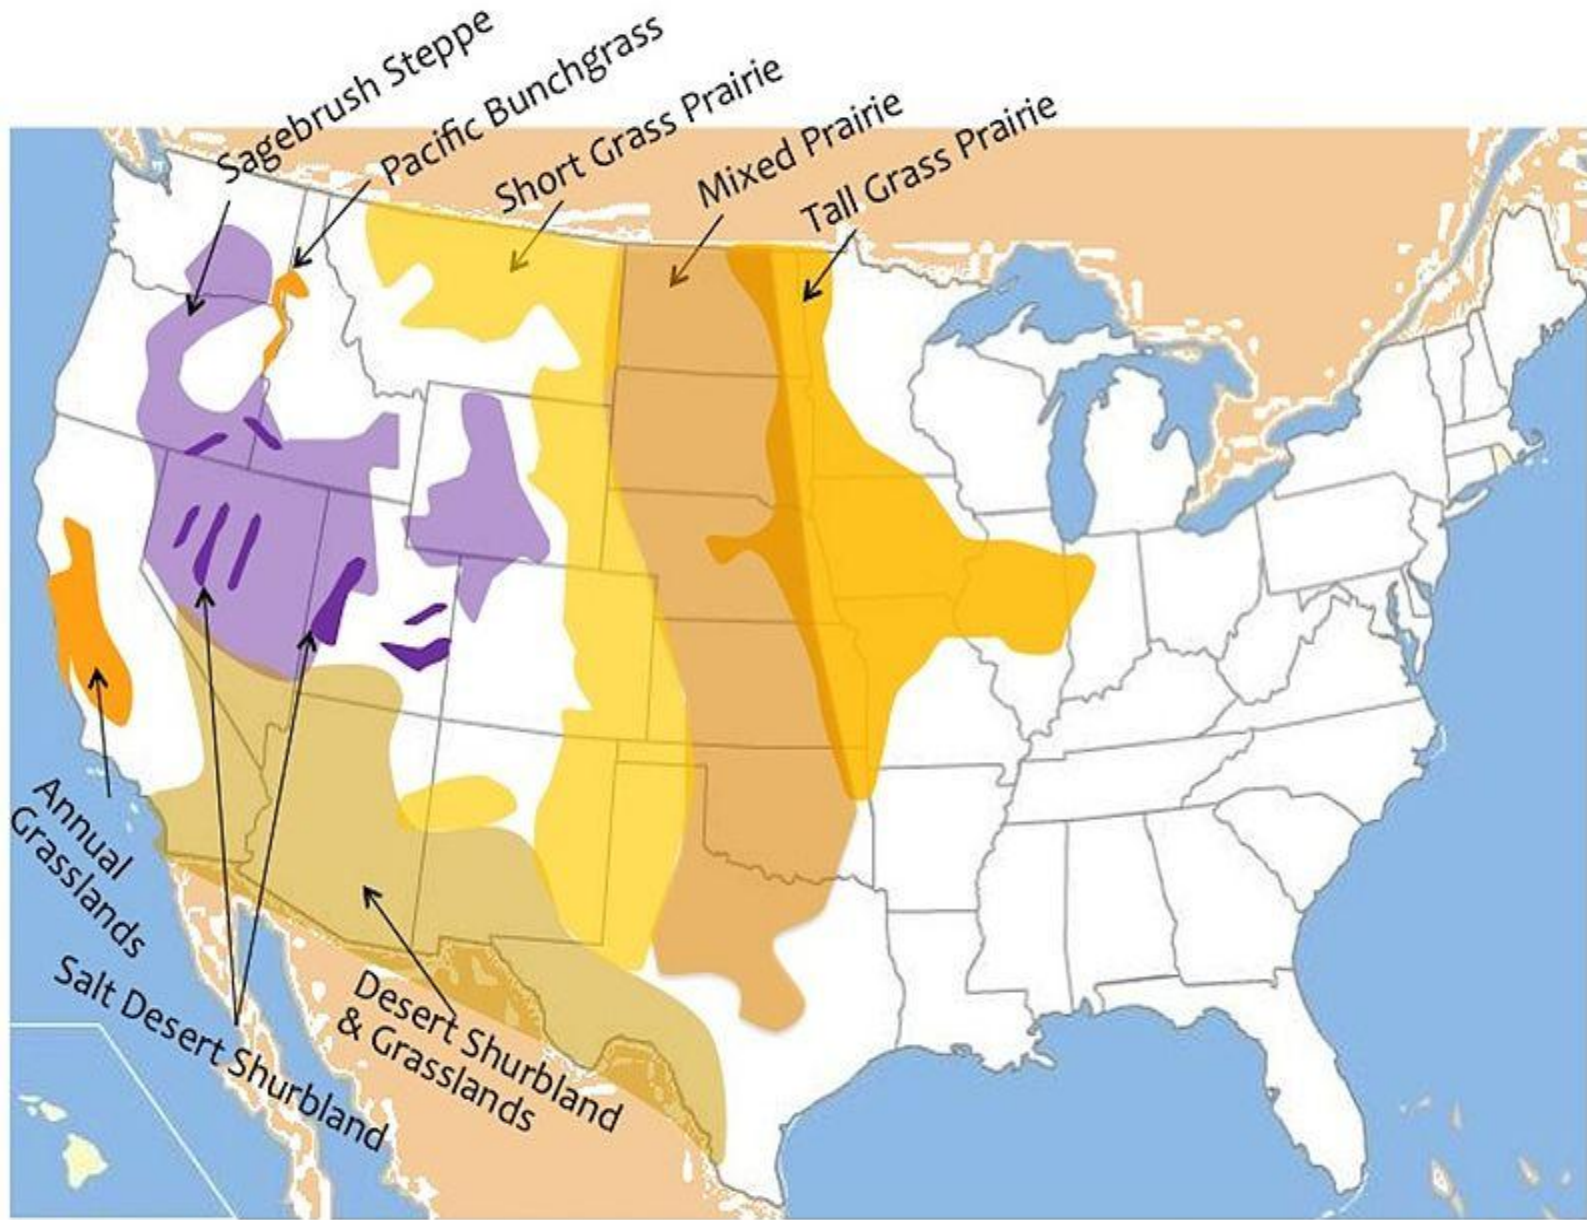 Sagebrush Steppe
Pacific Bunchgrass
Short Grass Prairie
Mixed Prairie
Tall Grass Prairie
Annual
Grasslands
Salt Desert Shurbland
Desert Shurbland
& Grasslands